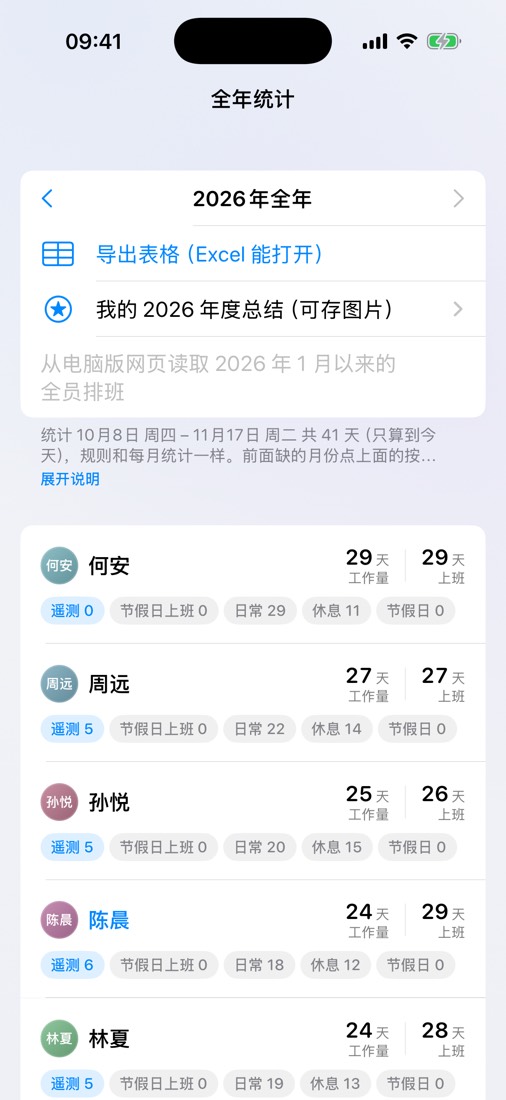 09:41
全年统计
2026年全年
导出表格（Excel 能打开）
我的 2026 年度总结（可存图片）
从电脑版网页读取 2026 年 1 月以来的
全员排班
统计 10月8日 周四 – 11月17日 周二 共 41 天（只算到今
天），规则和每月统计一样。前面缺的月份点上面的按…
展开说明
何安 何安 29 天 29 天
工作量 上班
遥测 0 节假日上班 0 日常 29 休息 11 节假日 0
周远 周远 27 天 27 天
工作量 上班
遥测 5 节假日上班 0 日常 22 休息 14 节假日 0
孙悦 孙悦 25 天 26 天
工作量 上班
遥测 5 节假日上班 0 日常 20 休息 15 节假日 0
陈晨 陈晨 24 天 29 天
工作量 上班
遥测 6 节假日上班 0 日常 18 休息 12 节假日 0
林夏 林夏 24 天 28 天
工作量 上班
遥测 5 节假日上班 0 日常 19 休息 13 节假日 0